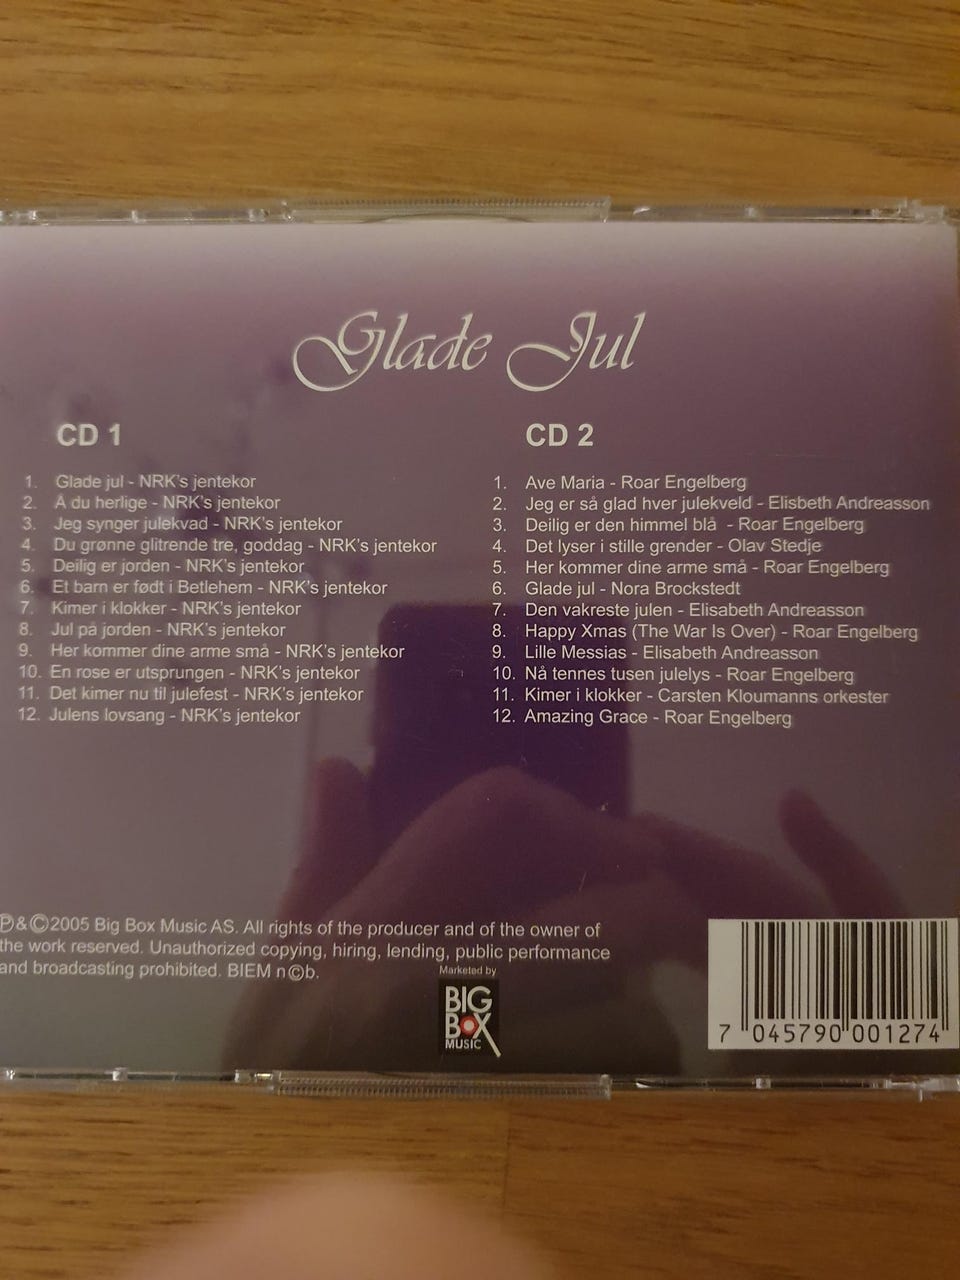 Glade Jul
CD 1
1. Glade jul - NRK's jentekor
2. Å du herlige - NRK's jentekor
3. Jeg synger julekvad - NRK's jentekor
4. Du grønne glitrende tre, goddag - NRK's jentekor
5. Deilig er jorden - NRK's jentekor
6. Et barn er født i Betlehem - NRK's jentekor
7. Kimer i klokker - NRK's jentekor
8. Jul på jorden - NRK's jentekor
9. Her kommer dine arme små - NRK's jentekor
10. En rose er utsprungen - NRK's jentekor
11. Det kimer nu til julefest - NRK's jentekor
12. Julens lovsang - NRK's jentekor
CD 2
1. Ave Maria - Roar Engelberg
2. Jeg er så glad hver julekveld - Elisbeth Andreasson
3. Deilig er den himmel blå - Roar Engelberg
4. Det lyser i stille grender - Olav Stedje
5. Her kommer dine arme små - Roar Engelberg
6. Glade jul - Nora Brockstedt
7. Den vakreste julen - Elisabeth Andreasson
8. Happy Xmas (The War Is Over) - Roar Engelberg
9. Lille Messias - Elisabeth Andreasson
10. Nå tennes tusen julelys - Roar Engelberg
11. Kimer i klokker - Carsten Kloumanns orkester
12. Amazing Grace - Roar Engelberg
℗&©2005 Big Box Music AS. All rights of the producer and of the owner of
the work reserved. Unauthorized copying, hiring, lending, public performance
and broadcasting prohibited. BIEM n©b.
Marketed by
BIG
BOX
MUSIC
7 045790 001274